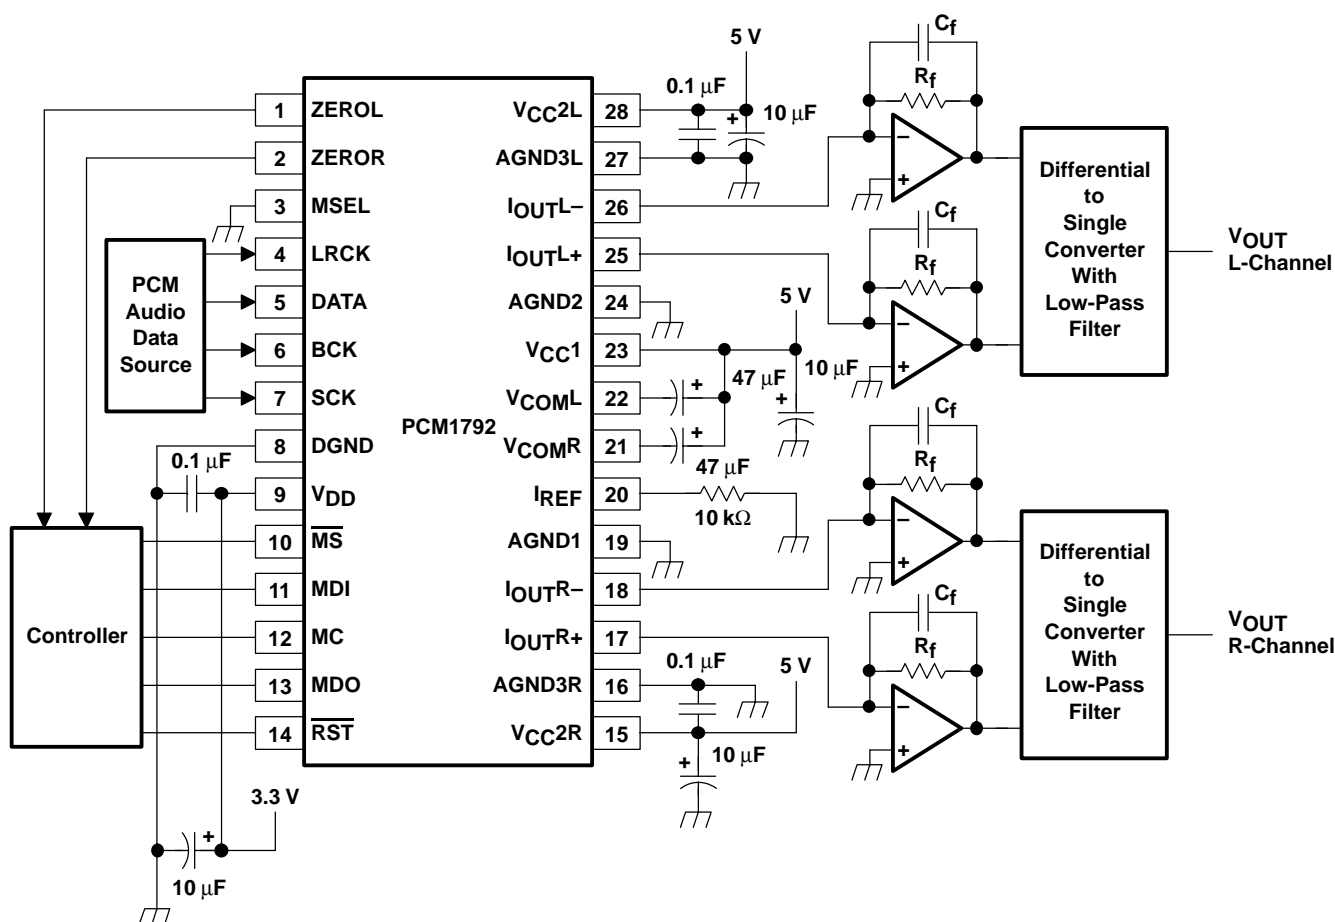 1
ZEROL
2
ZEROR
3
MSEL
4
LRCK
5
DATA
6
BCK
7
SCK
8
DGND
9
VDD
10
MS
11
MDI
12
MC
13
MDO
14
RST
PCM1792
VCC2L
28
AGND3L
27
IOUTL–
26
IOUTL+
25
AGND2
24
VCC1
23
VCOML
22
VCOMR
21
IREF
20
AGND1
19
IOUTR–
18
IOUTR+
17
AGND3R
16
VCC2R
15
PCM
Audio
Data
Source
0.1 µF
Controller
3.3 V
+
10 µF
5 V
0.1 µF
+
10 µF
5 V
+
47 µF
10 µF
+
+
47 µF
10 kΩ
0.1 µF
5 V
+
10 µF
Cf
Rf
–
+
Cf
Rf
–
+
Differential
to
Single
Converter
With
Low-Pass
Filter
VOUT
L-Channel
Cf
Rf
–
+
Cf
Rf
–
+
Differential
to
Single
Converter
With
Low-Pass
Filter
VOUT
R-Channel